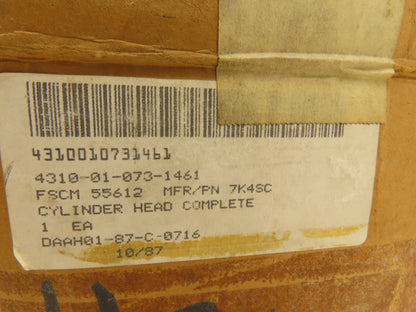 4310010731461
4310-01-073-1461
FSCM 55612 MFR/PN 7K4SC
CYLINDER HEAD COMPLETE
1 EA
DAAH01-87-C-0716
10/87